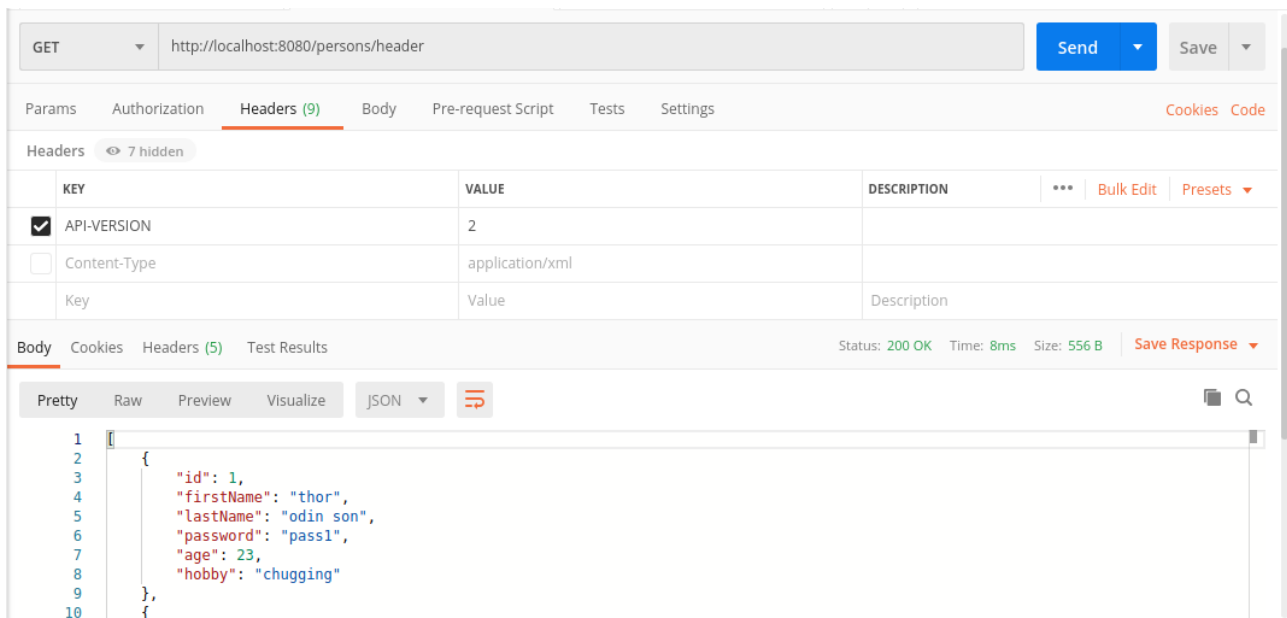 GET http://localhost:8080/persons/header Send Save
Params Authorization Headers (9) Body Pre-request Script Tests Settings Cookies Code
Headers 7 hidden
KEY VALUE DESCRIPTION ••• Bulk Edit Presets
API-VERSION 2
Content-Type application/xml
Key Value Description
Body Cookies Headers (5) Test Results Status: 200 OK Time: 8ms Size: 556 B Save Response
Pretty Raw Preview Visualize JSON
1 [
2 {
3 "id": 1,
4 "firstName": "thor",
5 "lastName": "odin son",
6 "password": "pass1",
7 "age": 23,
8 "hobby": "chugging"
9 },
10 {